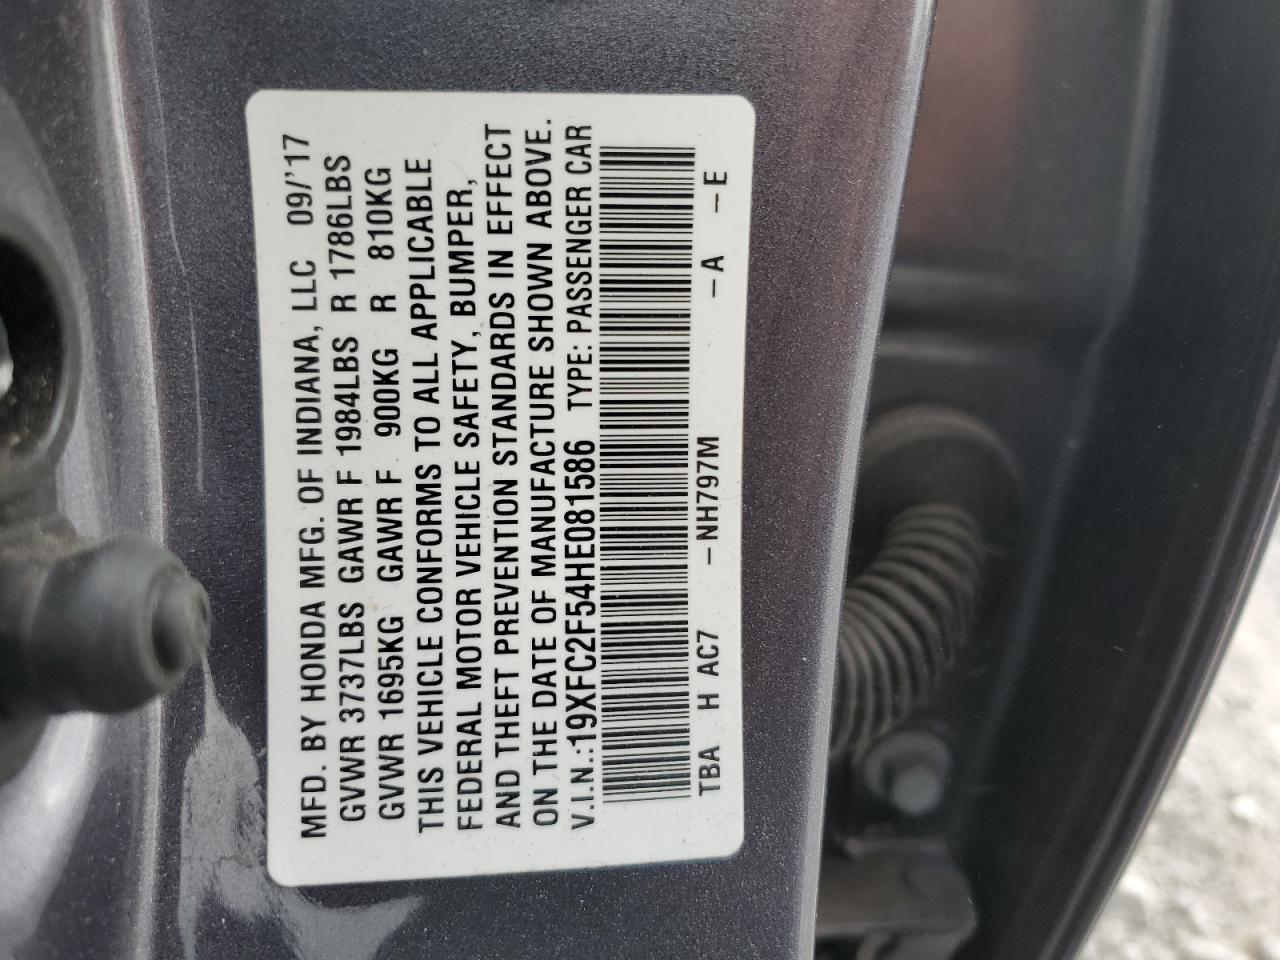 MFD. BY HONDA MFG. OF INDIANA, LLC 09/'17
GVWR 3737LBS GAWR F 1984LBS R 1786LBS
GVWR 1695KG GAWR F 900KG R 810KG
THIS VEHICLE CONFORMS TO ALL APPLICABLE
FEDERAL MOTOR VEHICLE SAFETY, BUMPER,
AND THEFT PREVENTION STANDARDS IN EFFECT
ON THE DATE OF MANUFACTURE SHOWN ABOVE.
V.I.N.:19XFC2F54HE081586 TYPE: PASSENGER CAR
TBA H AC7 -NH797M -A -E